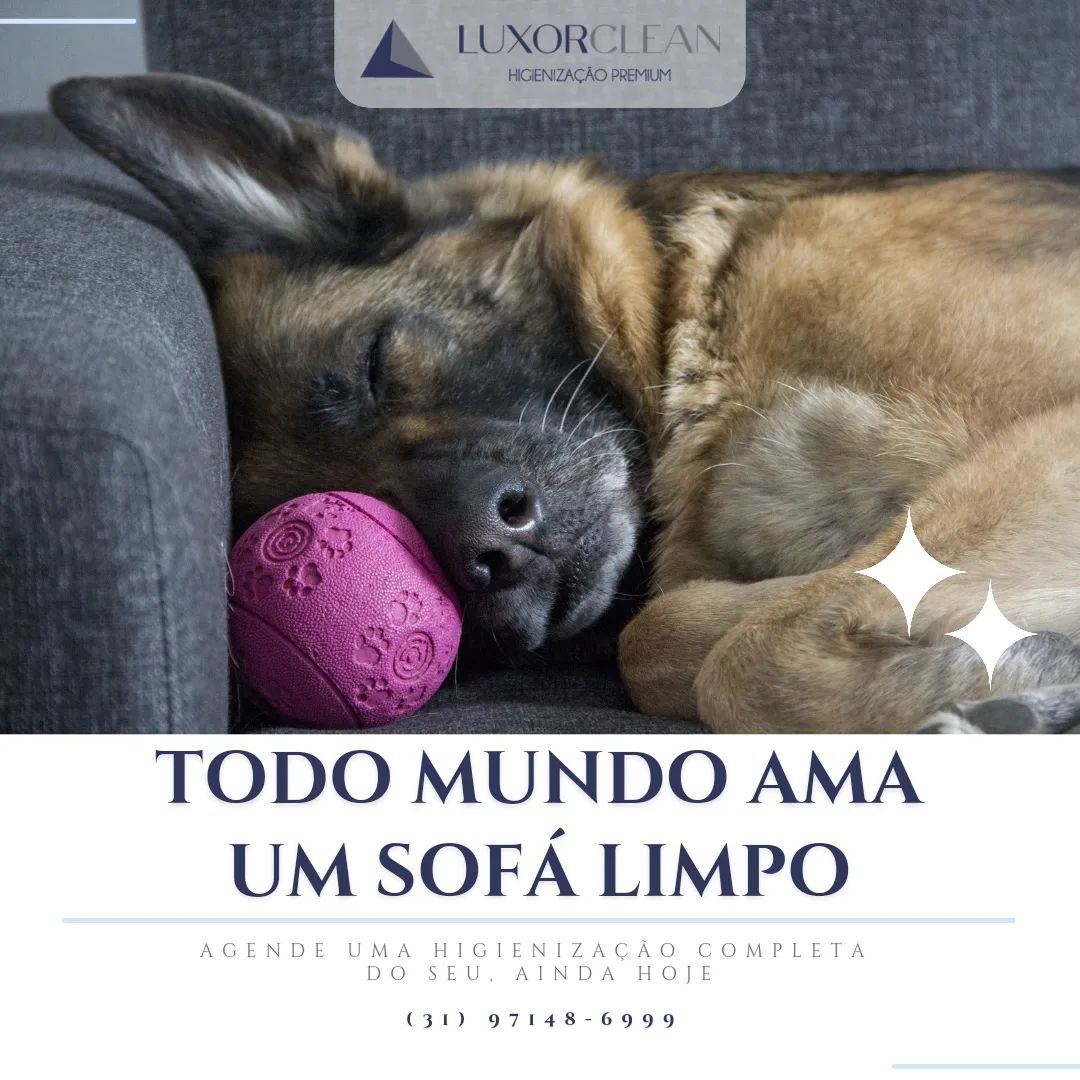 LUXORCLEAN
HIGIENIZAÇÃO PREMIUM
TODO MUNDO AMA
UM SOFÁ LIMPO
AGENDE UMA HIGIENIZAÇÃO COMPLETA
DO SEU, AINDA HOJE
(31) 97148-6999